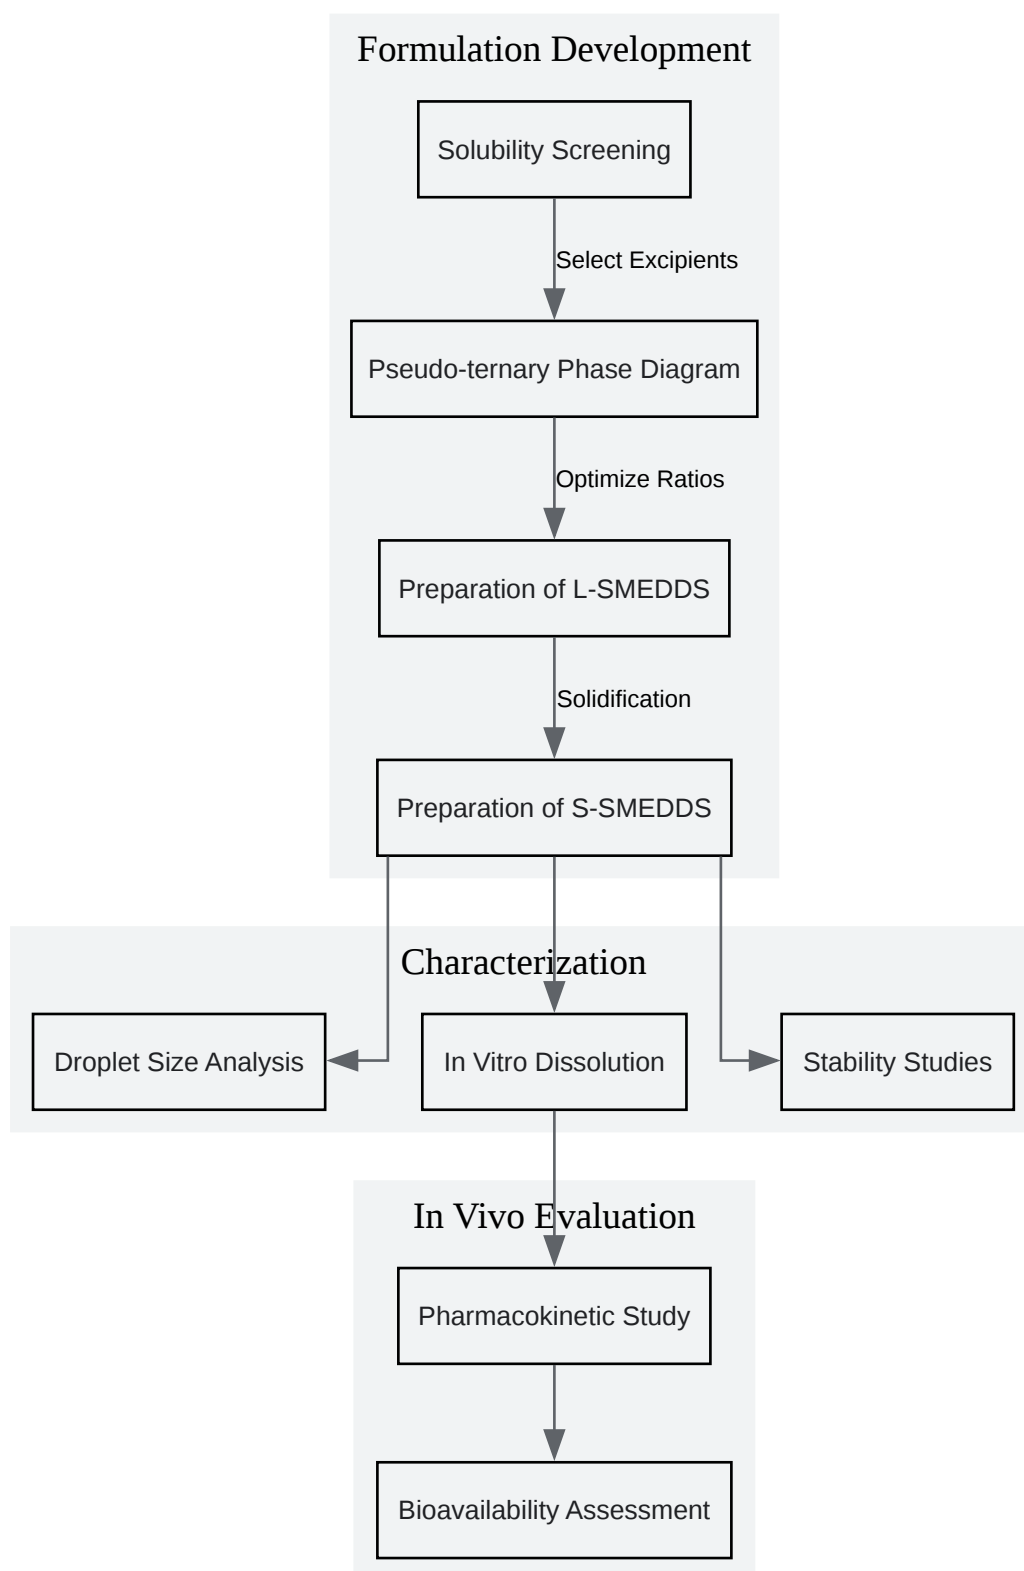 Formulation Development
Solubility Screening
Select Excipients
Pseudo-ternary Phase Diagram
Optimize Ratios
Preparation of L-SMEDDS
Solidification
Preparation of S-SMEDDS
Characterization
Droplet Size Analysis
In Vitro Dissolution
Stability Studies
In Vivo Evaluation
Pharmacokinetic Study
Bioavailability Assessment